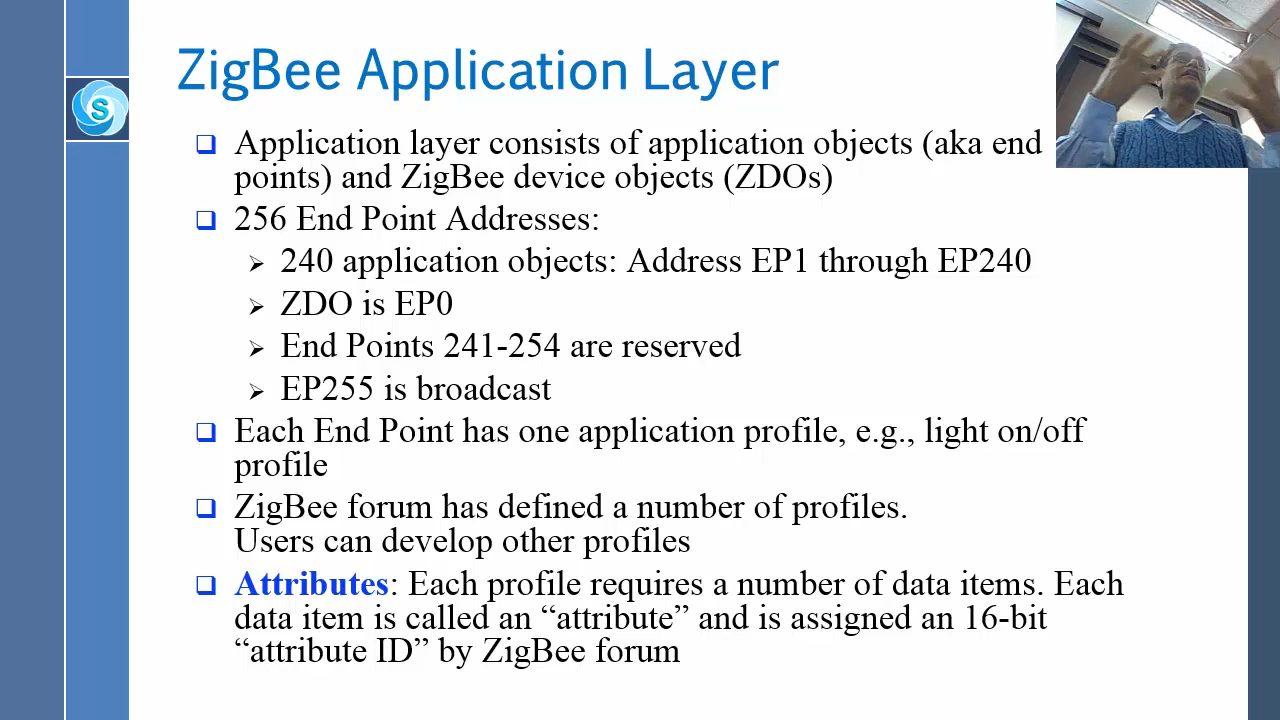 ZigBee Application Layer
S
Application layer consists of application objects (aka end
points) and ZigBee device objects (ZDOs)
256 End Point Addresses:
240 application objects: Address EP1 through EP240
ZDO is EP0
End Points 241-254 are reserved
EP255 is broadcast
Each End Point has one application profile, e.g., light on/off
profile
ZigBee forum has defined a number of profiles.
Users can develop other profiles
Attributes: Each profile requires a number of data items. Each
data item is called an “attribute” and is assigned an 16-bit
“attribute ID” by ZigBee forum